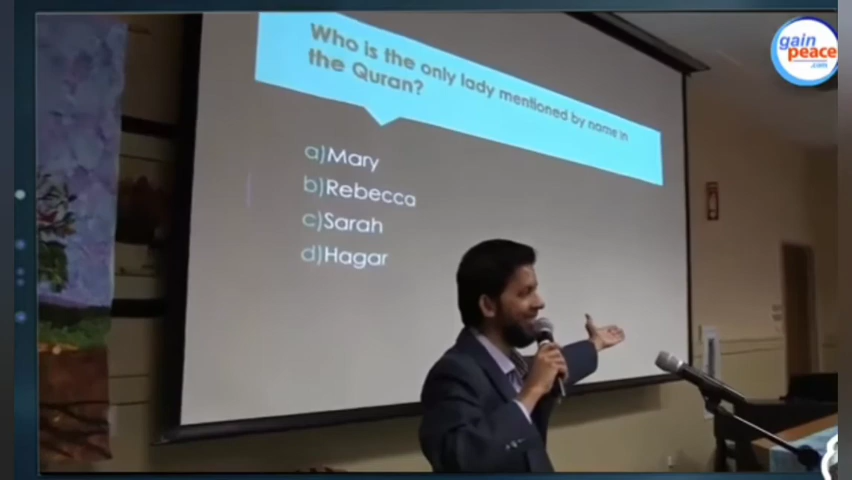 gain
peace
.com
Who is the only lady mentioned by name in
the Quran?
a)Mary
b)Rebecca
c)Sarah
d)Hagar